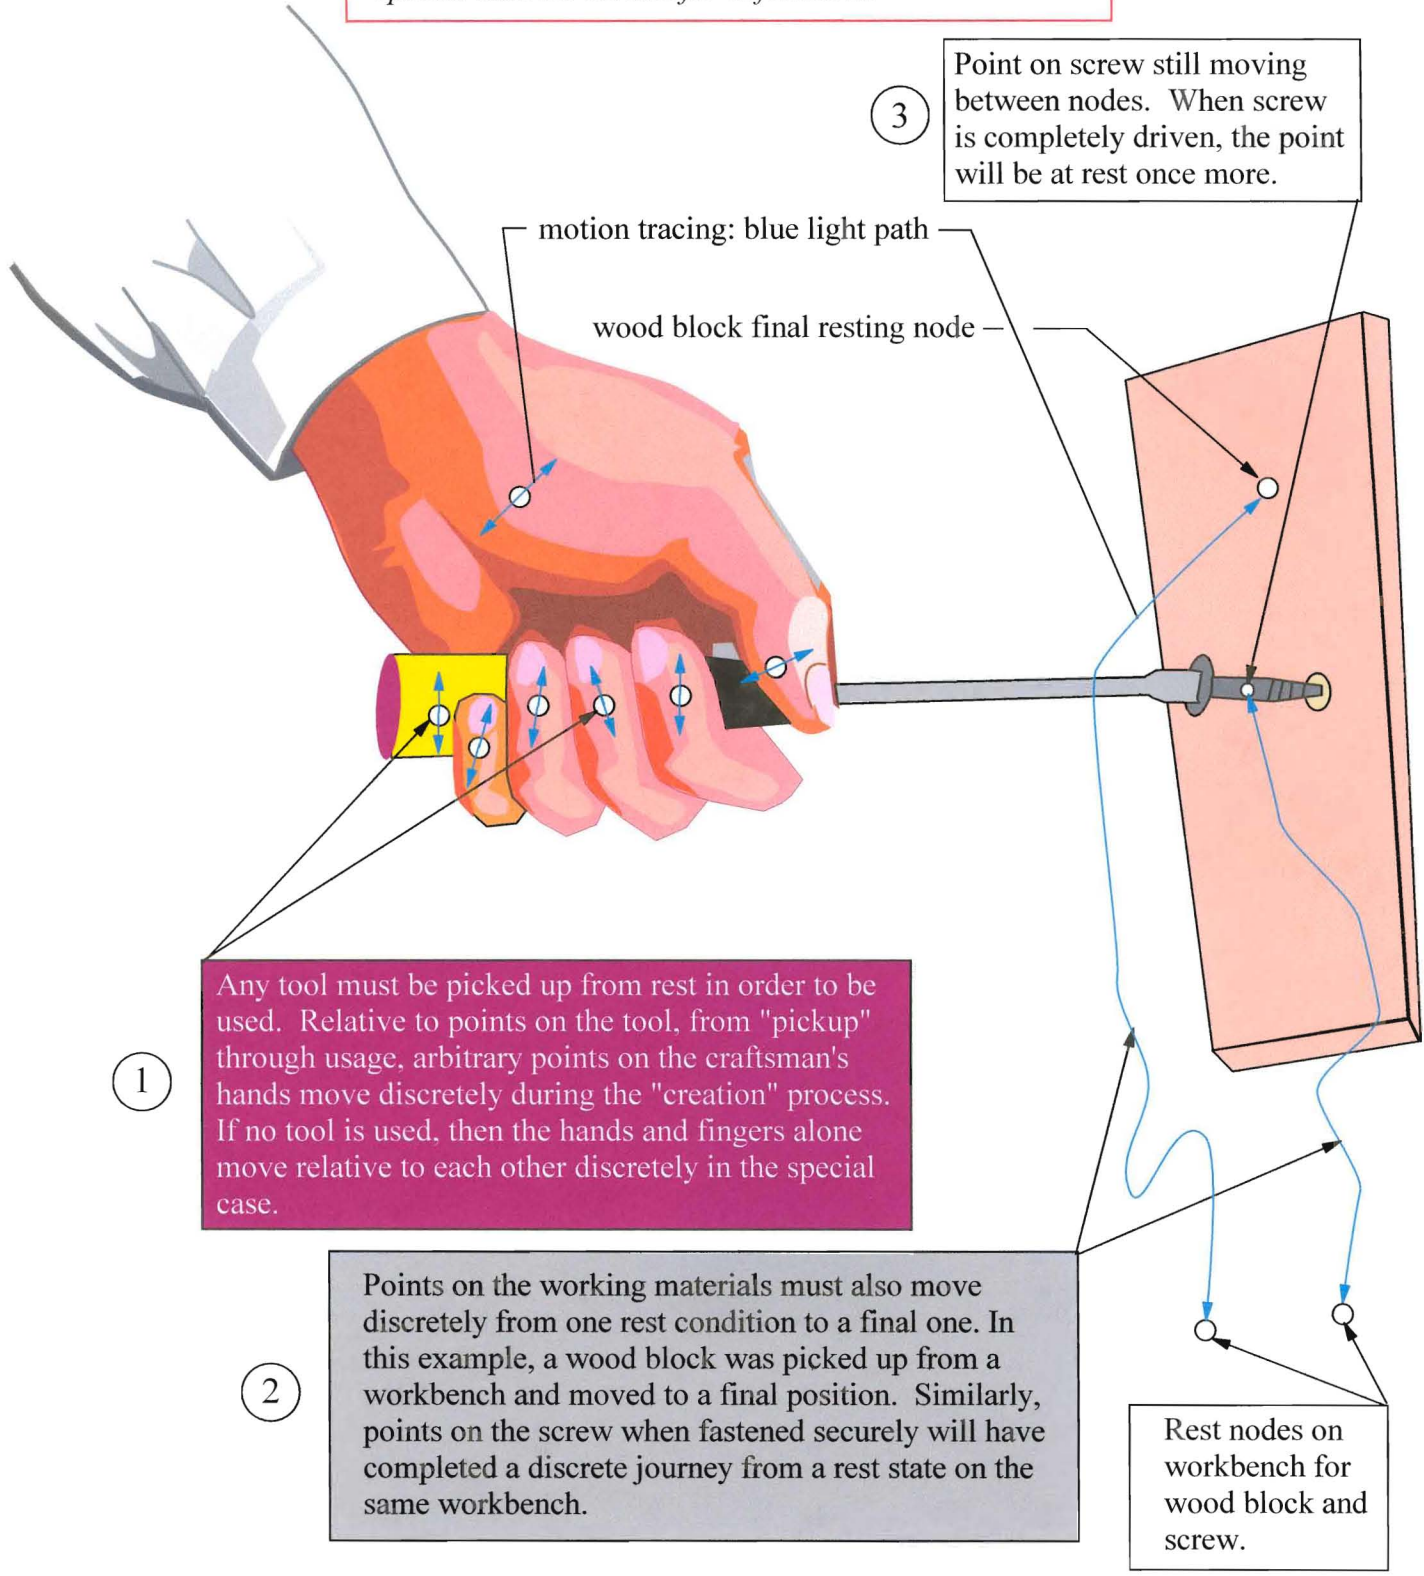 3
Point on screw still moving
between nodes. When screw
is completely driven, the point
will be at rest once more.
motion tracing: blue light path
wood block final resting node
1
Any tool must be picked up from rest in order to be
used. Relative to points on the tool, from "pickup"
through usage, arbitrary points on the craftsman's
hands move discretely during the "creation" process.
If no tool is used, then the hands and fingers alone
move relative to each other discretely in the special
case.
2
Points on the working materials must also move
discretely from one rest condition to a final one. In
this example, a wood block was picked up from a
workbench and moved to a final position. Similarly,
points on the screw when fastened securely will have
completed a discrete journey from a rest state on the
same workbench.
Rest nodes on
workbench for
wood block and
screw.